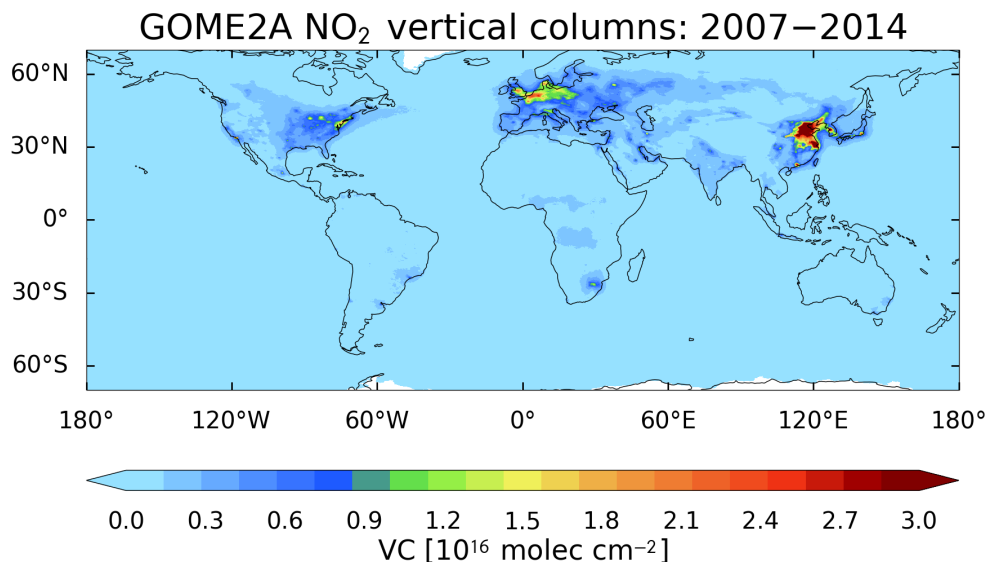 GOME2A NO₂ vertical columns: 2007−2014
60°N
30°N
0°
30°S
60°S
180° 120°W 60°W 0° 60°E 120°E 180°
0.0 0.3 0.6 0.9 1.2 1.5 1.8 2.1 2.4 2.7 3.0
VC [10¹⁶ molec cm⁻²]